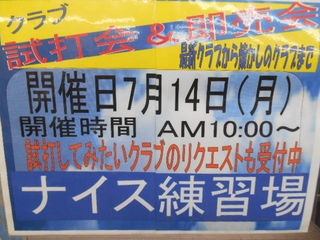 クラブ
試打会＆即売会
最新クラブから懐かしのクラブまで
開催日7月14日(月)
開催時間 AM10:00～
試打してみたいクラブのリクエストも受付中
ナイス練習場